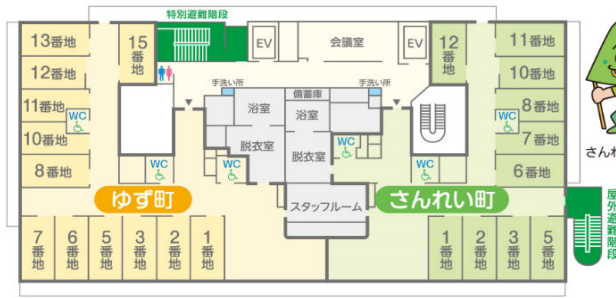 特別避難階段
13番地
15番地
EV
会議室
EV
12番地
11番地
12番地
10番地
手洗い所
手洗い所
備蓄庫
11番地
WC
浴室
浴室
8番地
WC
10番地
7番地
脱衣室
脱衣室
WC
8番地
WC
WC
WC
6番地
さんれ
ゆず町
スタッフルーム
さんれい町
屋外避難階段
7番地
6番地
5番地
3番地
2番地
1番地
1番地
2番地
3番地
5番地